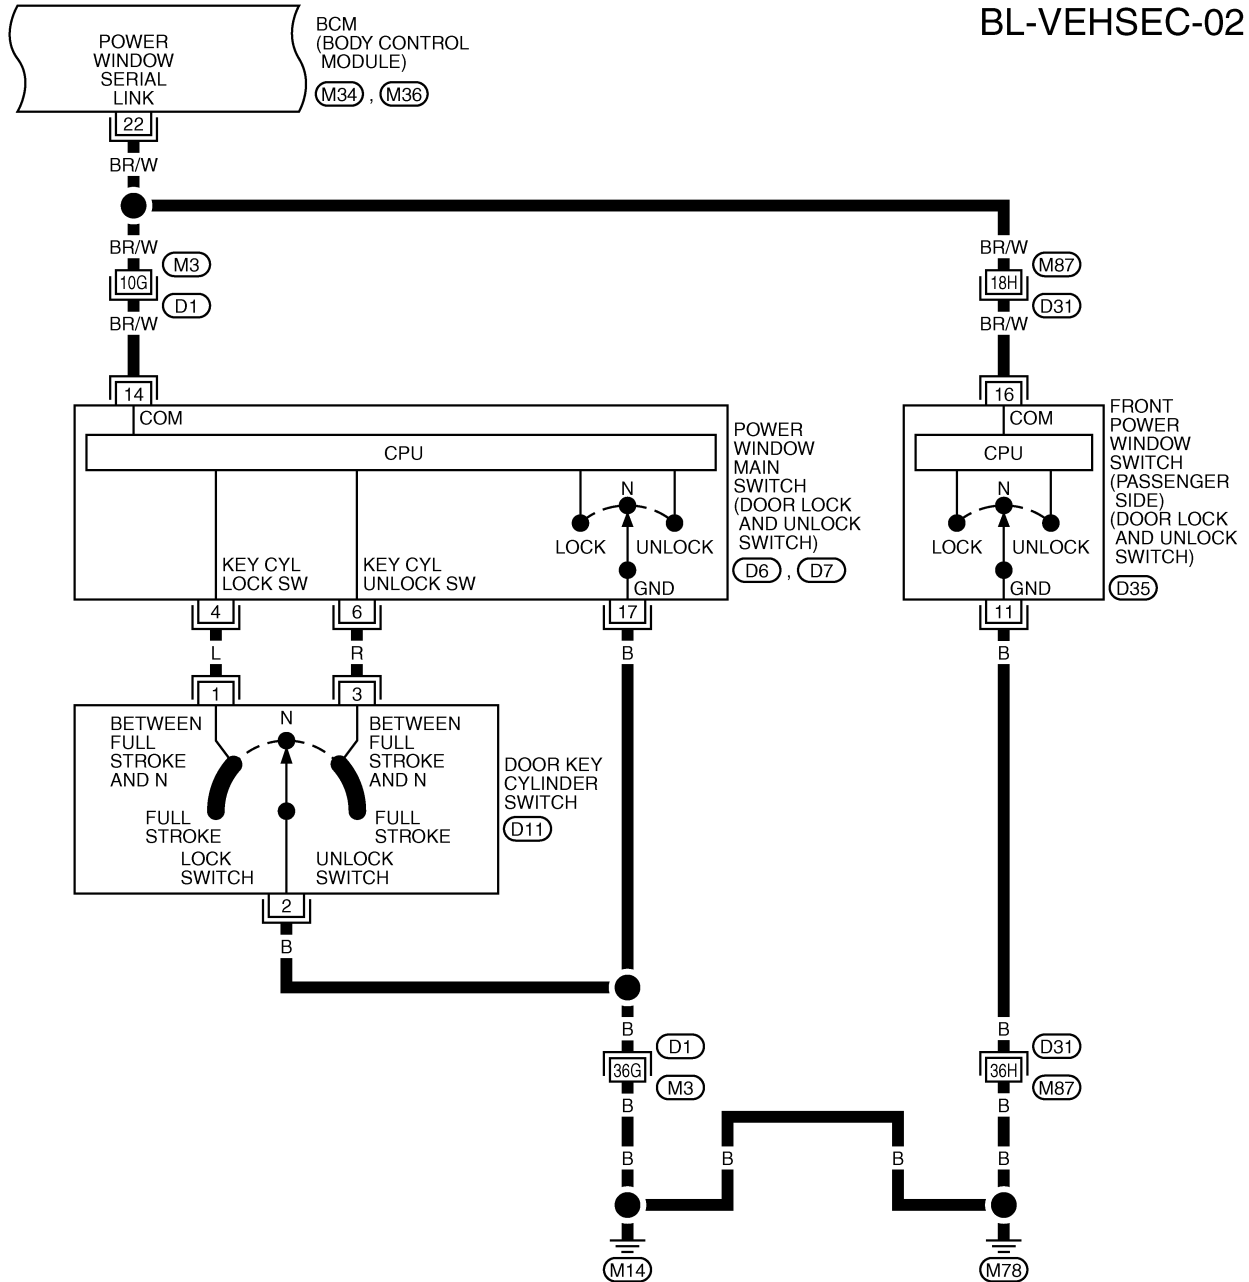 BL-VEHSEC-02
POWER
WINDOW
SERIAL
LINK
BCM
(BODY CONTROL
MODULE)
M34 , M36
22
BR/W
BR/W
M3
10G
D1
BR/W
BR/W
M87
18H
D31
BR/W
14
COM
CPU
KEY CYL
LOCK SW
KEY CYL
UNLOCK SW
N
LOCK
UNLOCK
GND
POWER
WINDOW
MAIN
SWITCH
(DOOR LOCK
AND UNLOCK
SWITCH)
D6 , D7
16
COM
CPU
N
LOCK
UNLOCK
GND
FRONT
POWER
WINDOW
SWITCH
(PASSENGER
SIDE)
(DOOR LOCK
AND UNLOCK
SWITCH)
D35
4
6
17
11
L
R
B
B
1
3
BETWEEN
FULL
STROKE
AND N
N
BETWEEN
FULL
STROKE
AND N
FULL
STROKE
FULL
STROKE
LOCK
SWITCH
UNLOCK
SWITCH
DOOR KEY
CYLINDER
SWITCH
D11
2
B
B
D1
36G
M3
B
B
B
D31
36H
M87
B
B
B
B
B
M14
M78